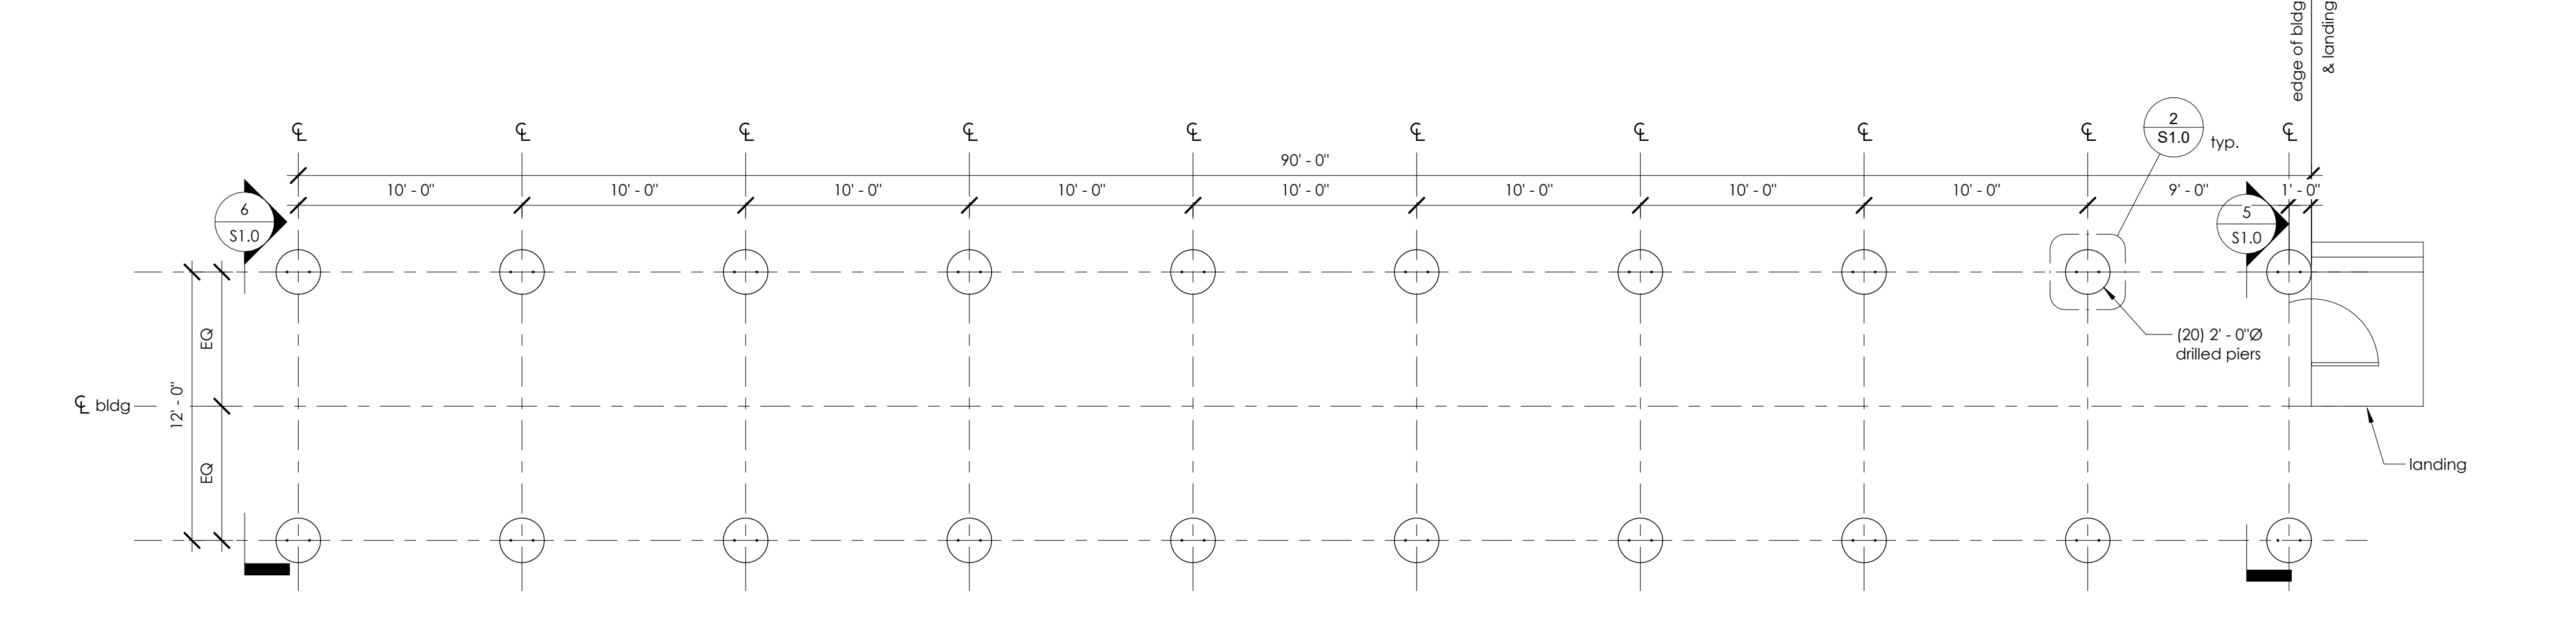 edge of bldg
& landing
℄ ℄ ℄ ℄ ℄ ℄ ℄ ℄ ℄ ℄
2
S1.0
typ.
90' - 0"
10' - 0" 10' - 0" 10' - 0" 10' - 0" 10' - 0" 10' - 0" 10' - 0" 10' - 0" 9' - 0" 1' - 0"
6
S1.0
5
S1.0
EQ
(20) 2' - 0"Ø
drilled piers
12' - 0"
℄ bldg
EQ
landing